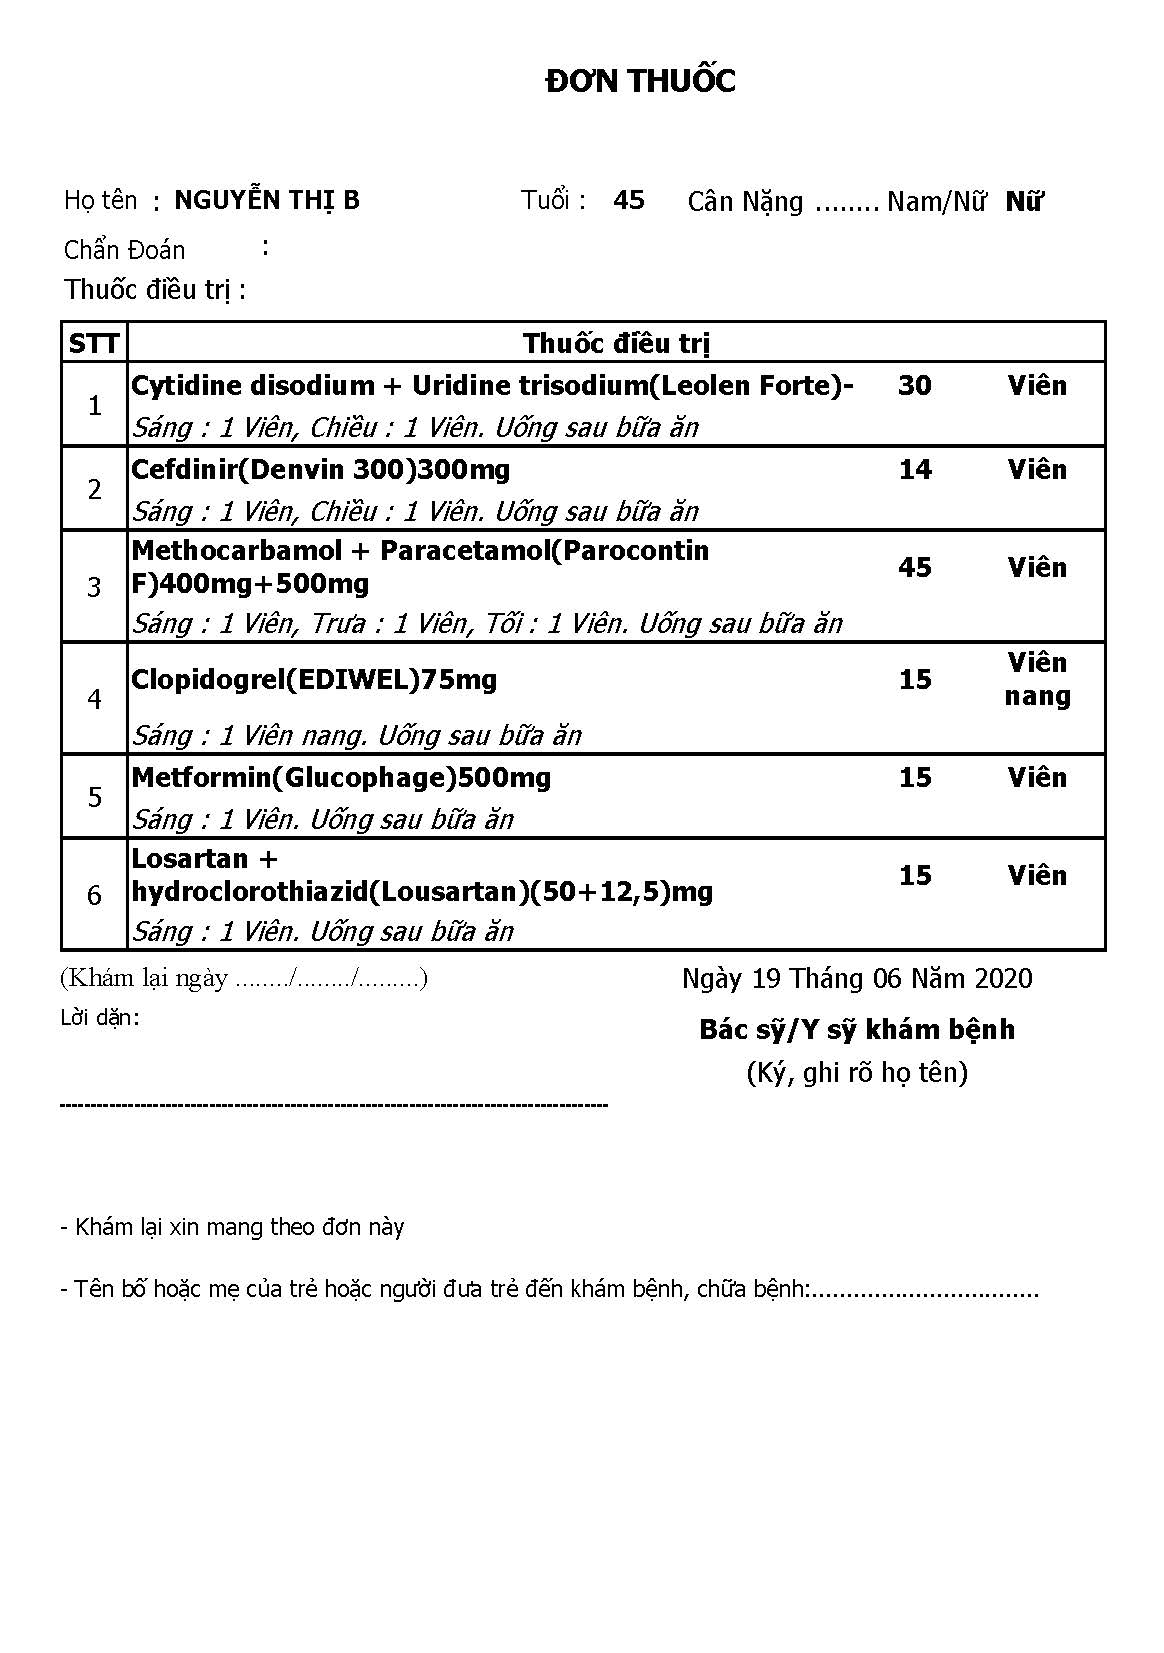 ĐƠN THUỐC
Họ tên : NGUYỄN THỊ B Tuổi : 45 Cân Nặng ........ Nam/Nữ Nữ
Chẩn Đoán :
Thuốc điều trị :
STT Thuốc điều trị
1 Cytidine disodium + Uridine trisodium(Leolen Forte)- 30 Viên
Sáng : 1 Viên, Chiều : 1 Viên. Uống sau bữa ăn
2 Cefdinir(Denvin 300)300mg 14 Viên
Sáng : 1 Viên, Chiều : 1 Viên. Uống sau bữa ăn
3 Methocarbamol + Paracetamol(Parocontin
F)400mg+500mg 45 Viên
Sáng : 1 Viên, Trưa : 1 Viên, Tối : 1 Viên. Uống sau bữa ăn
4 Clopidogrel(EDIWEL)75mg 15 Viên
nang
Sáng : 1 Viên nang. Uống sau bữa ăn
5 Metformin(Glucophage)500mg 15 Viên
Sáng : 1 Viên. Uống sau bữa ăn
6 Losartan +
hydroclorothiazid(Lousartan)(50+12,5)mg 15 Viên
Sáng : 1 Viên. Uống sau bữa ăn
(Khám lại ngày ......../......../.........) Ngày 19 Tháng 06 Năm 2020
Lời dặn:
Bác sỹ/Y sỹ khám bệnh
(Ký, ghi rõ họ tên)
- Khám lại xin mang theo đơn này
- Tên bố hoặc mẹ của trẻ hoặc người đưa trẻ đến khám bệnh, chữa bệnh:.................................